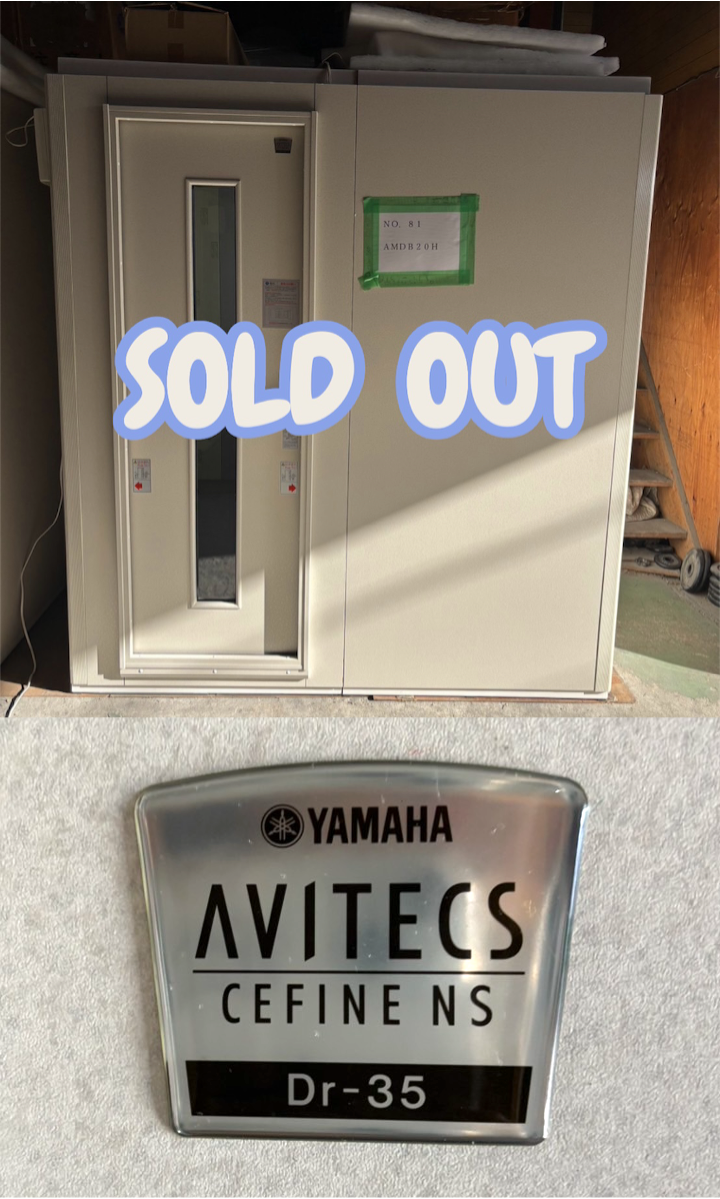 NO. 81
AMDB20H
SOLD OUT
YAMAHA
AVITECS
CEFINE NS
Dr-35